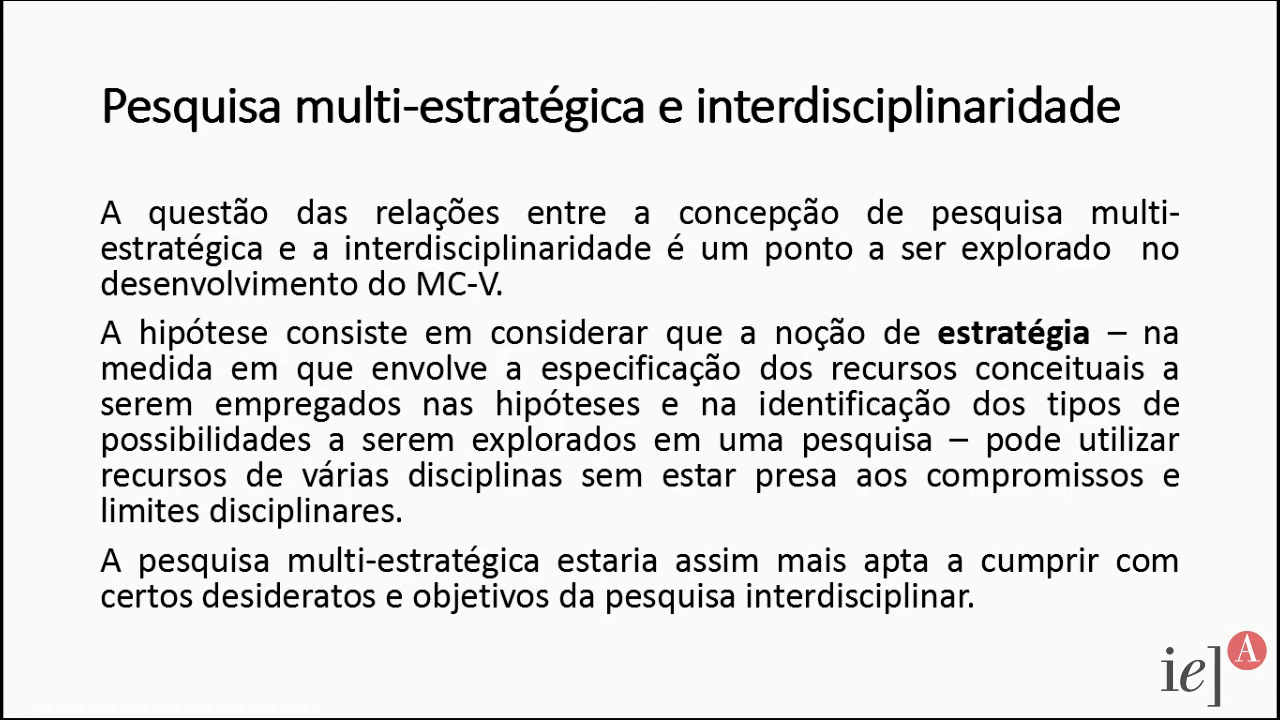 Pesquisa multi-estratégica e interdisciplinaridade
A questão das relações entre a concepção de pesquisa multi-
estratégica e a interdisciplinaridade é um ponto a ser explorado no
desenvolvimento do MC-V.
A hipótese consiste em considerar que a noção de estratégia – na
medida em que envolve a especificação dos recursos conceituais a
serem empregados nas hipóteses e na identificação dos tipos de
possibilidades a serem explorados em uma pesquisa – pode utilizar
recursos de várias disciplinas sem estar presa aos compromissos e
limites disciplinares.
A pesquisa multi-estratégica estaria assim mais apta a cumprir com
certos desideratos e objetivos da pesquisa interdisciplinar.
ie] A